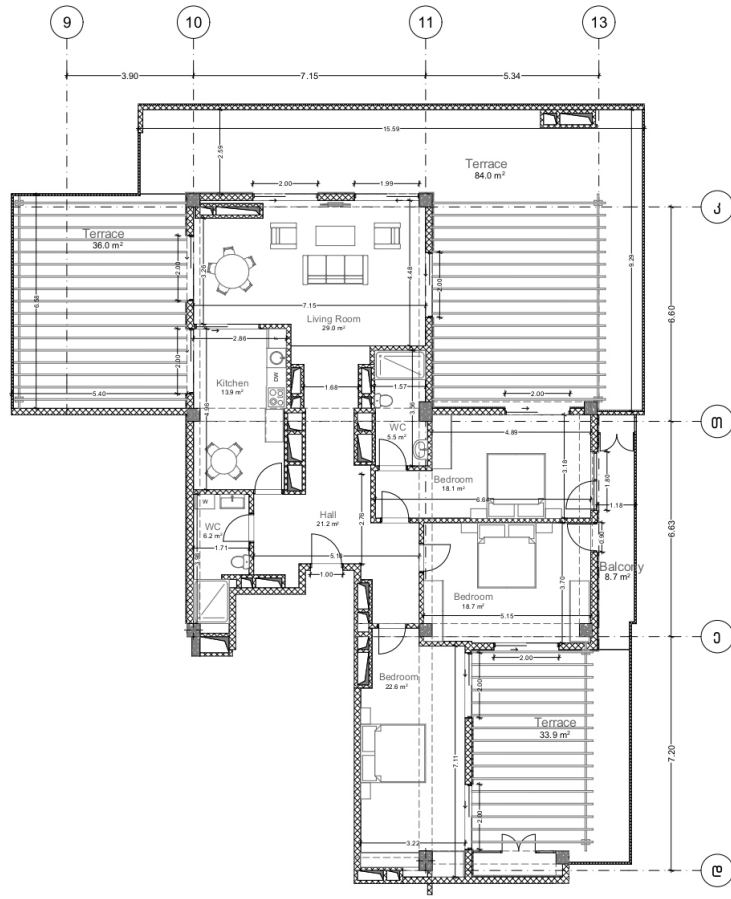 9
10
11
13
3.90
7.15
5.34
15.59
2.59
Terrace
84.0 m²
2.00
1.99
Terrace
36.0 m²
3.26
4.48
2.00
2.00
9.29
6.58
7.15
Living Room
29.0 m²
6.60
2.86
2.00
Kitchen
13.9 m²
DW
1.68
1.57
5.40
4.96
WC
5.5 m²
2.00
4.89
3.18
Bedroom
18.1 m²
6.64
1.80
1.18
W
WC
6.2 m²
1.71
Hall
21.2 m²
2.76
5.16
1.00
0.90
Balcony
8.7 m²
3.70
Bedroom
18.7 m²
5.15
6.63
2.00
Bedroom
22.6 m²
2.00
Terrace
33.9 m²
7.11
2.00
3.22
7.20
კ
თ
ე